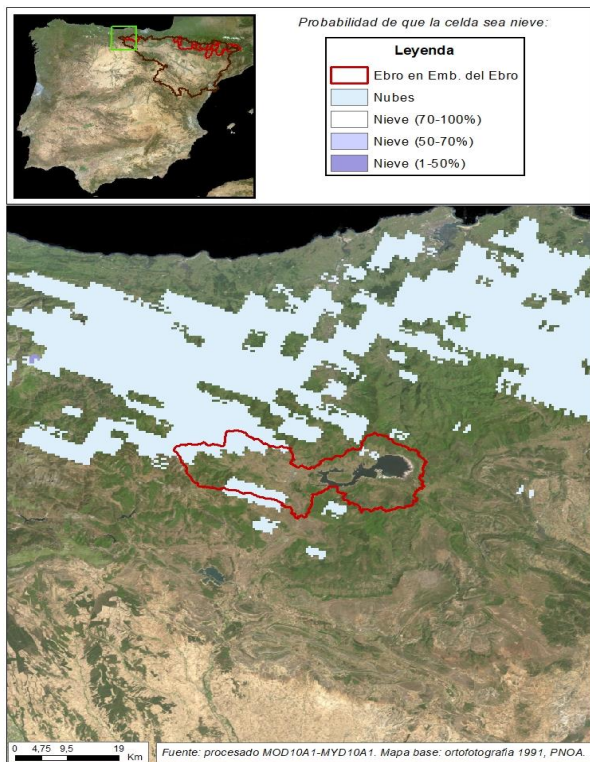 Probabilidad de que la celda sea nieve:
Leyenda
Ebro en Emb. del Ebro
Nubes
Nieve (70-100%)
Nieve (50-70%)
Nieve (1-50%)
0 4,75 9,5 19
Km
Fuente: procesado MOD10A1-MYD10A1. Mapa base: ortofotografia 1991, PNOA.